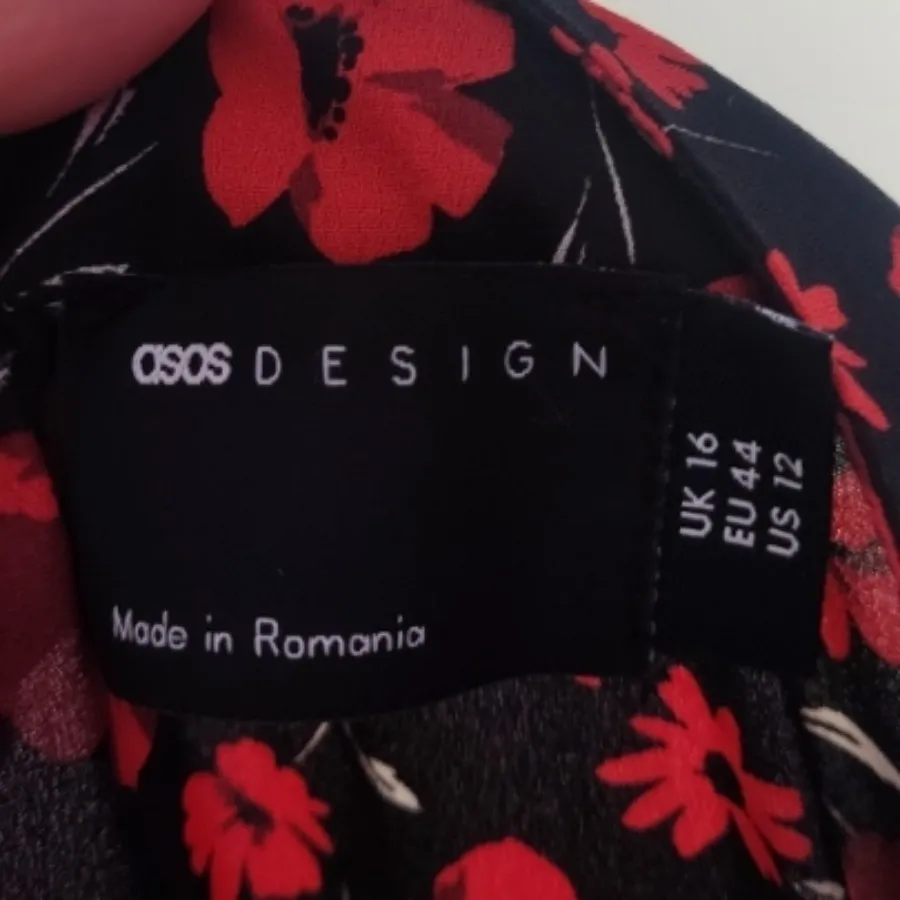 asos DESIGN
Made in Romania
UK 16
EU 44
US 12